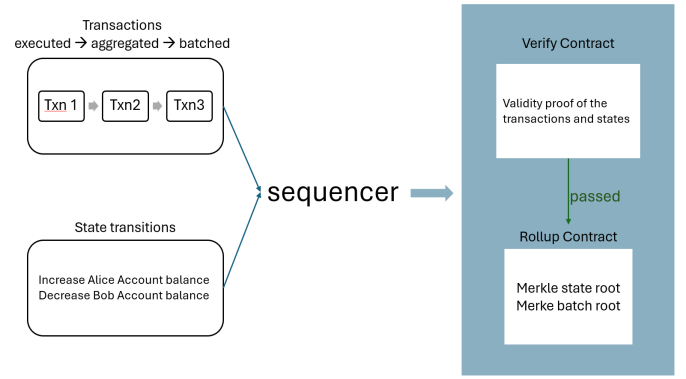 Transactions
executed → aggregated → batched
Txn 1
Txn2
Txn3
State transitions
Increase Alice Account balance
Decrease Bob Account balance
sequencer
Verify Contract
Validity proof of the
transactions and states
passed
Rollup Contract
Merkle state root
Merke batch root